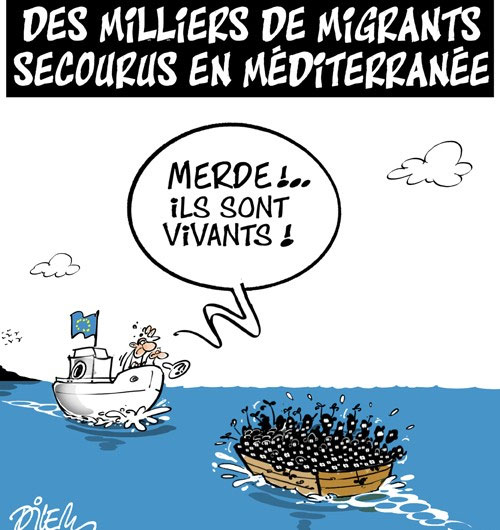 DES MILLIERS DE MIGRANTS
SECOURUS EN MÉDITERRANÉE
MERDE!..
ILS SONT
VIVANTS!
DILEM